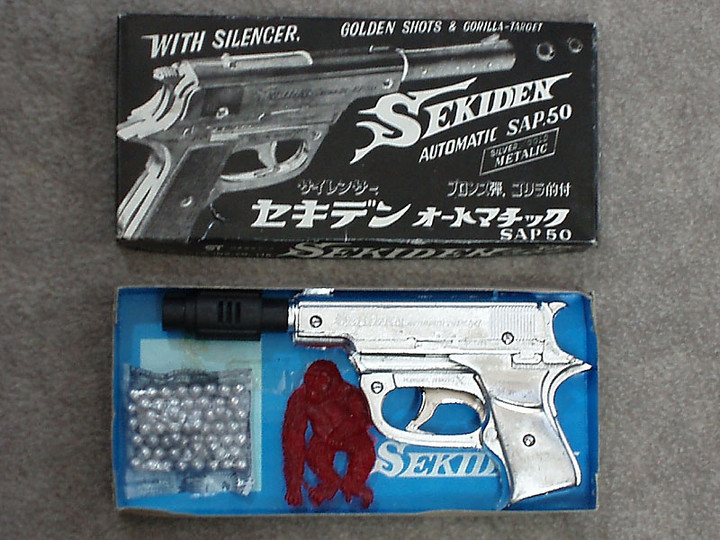 WITH SILENCER,
GOLDEN SHOTS & GORILLA-TARGET
SEKIDEN
AUTOMATIC SAP.50
SILVER, GOLD
METALIC
サイレンサー
ブロンズ弾, ゴリラ的付
セキデン オートマチック
SAP.50
SEKIDEN
SEKIDE